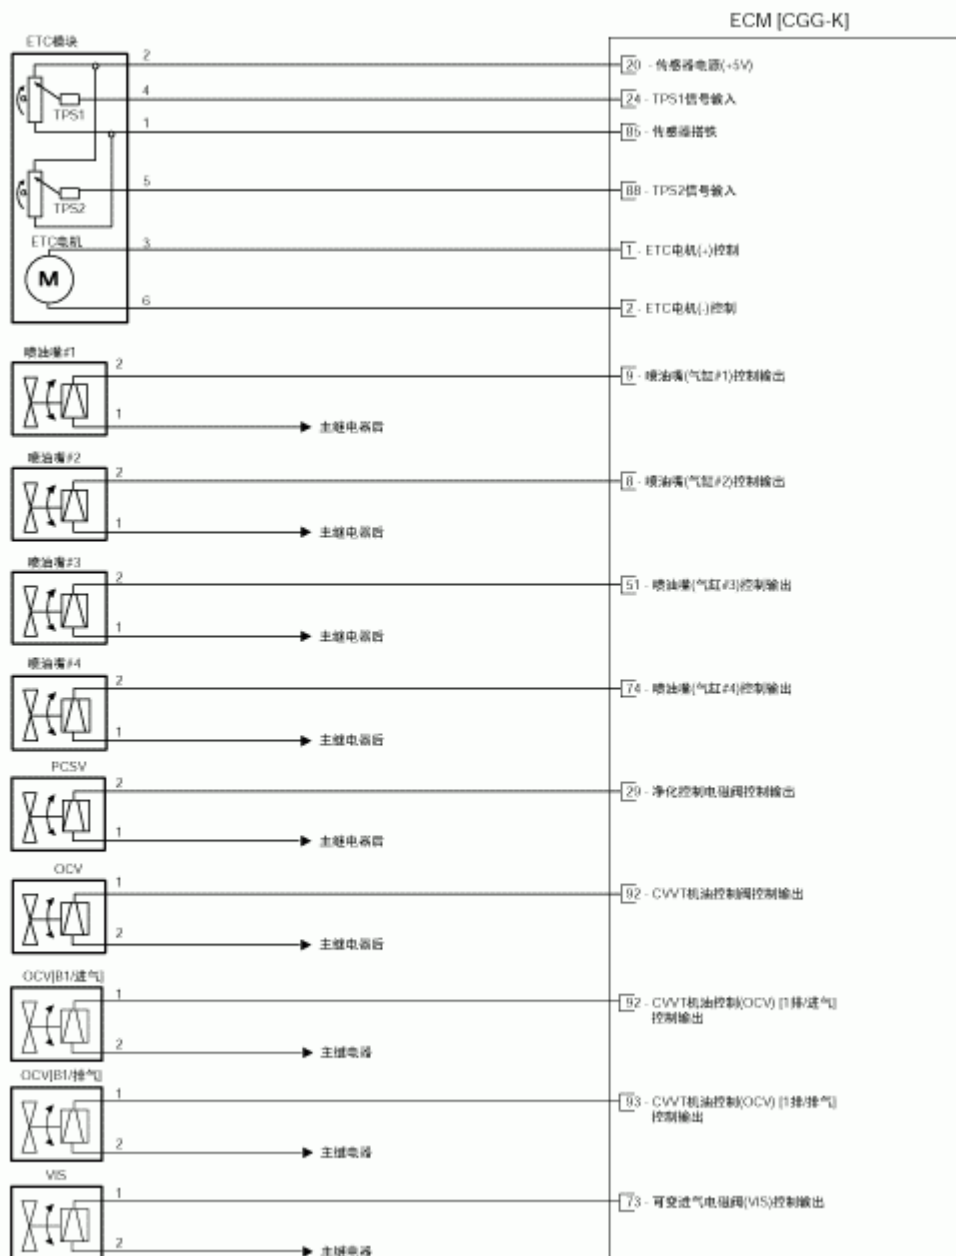 ECM [CGG-K]
ETC模块
2
20 - 传感器电源(+5V)
4
24 - TPS1信号输入
TPS1
1
85 - 传感器搭铁
5
88 - TPS2信号输入
TPS2
ETC电机
3
1 - ETC电机(+)控制
M
6
2 - ETC电机(-)控制
喷油嘴#1
2
9 - 喷油嘴(气缸#1)控制输出
1
主继电器后
喷油嘴#2
2
8 - 喷油嘴(气缸#2)控制输出
1
主继电器后
喷油嘴#3
2
51 - 喷油嘴(气缸#3)控制输出
1
主继电器后
喷油嘴#4
2
74 - 喷油嘴(气缸#4)控制输出
1
主继电器后
PCSV
2
29 - 净化控制电磁阀控制输出
1
主继电器后
OCV
1
92 - CVVT机油控制阀控制输出
2
主继电器后
OCV[B1/进气]
1
92 - CVVT机油控制(OCV) [1排/进气]
控制输出
2
主继电器
OCV[B1/排气]
1
93 - CVVT机油控制(OCV) [1排/排气]
控制输出
2
主继电器
VIS
1
73 - 可变进气电磁阀(VIS)控制输出
2
主继电器